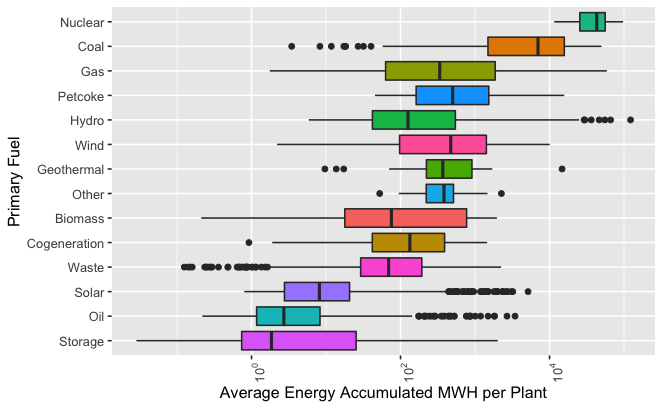 Primary Fuel
Nuclear
Coal
Gas
Petcoke
Hydro
Wind
Geothermal
Other
Biomass
Cogeneration
Waste
Solar
Oil
Storage
10^0
10^2
10^4
Average Energy Accumulated MWH per Plant